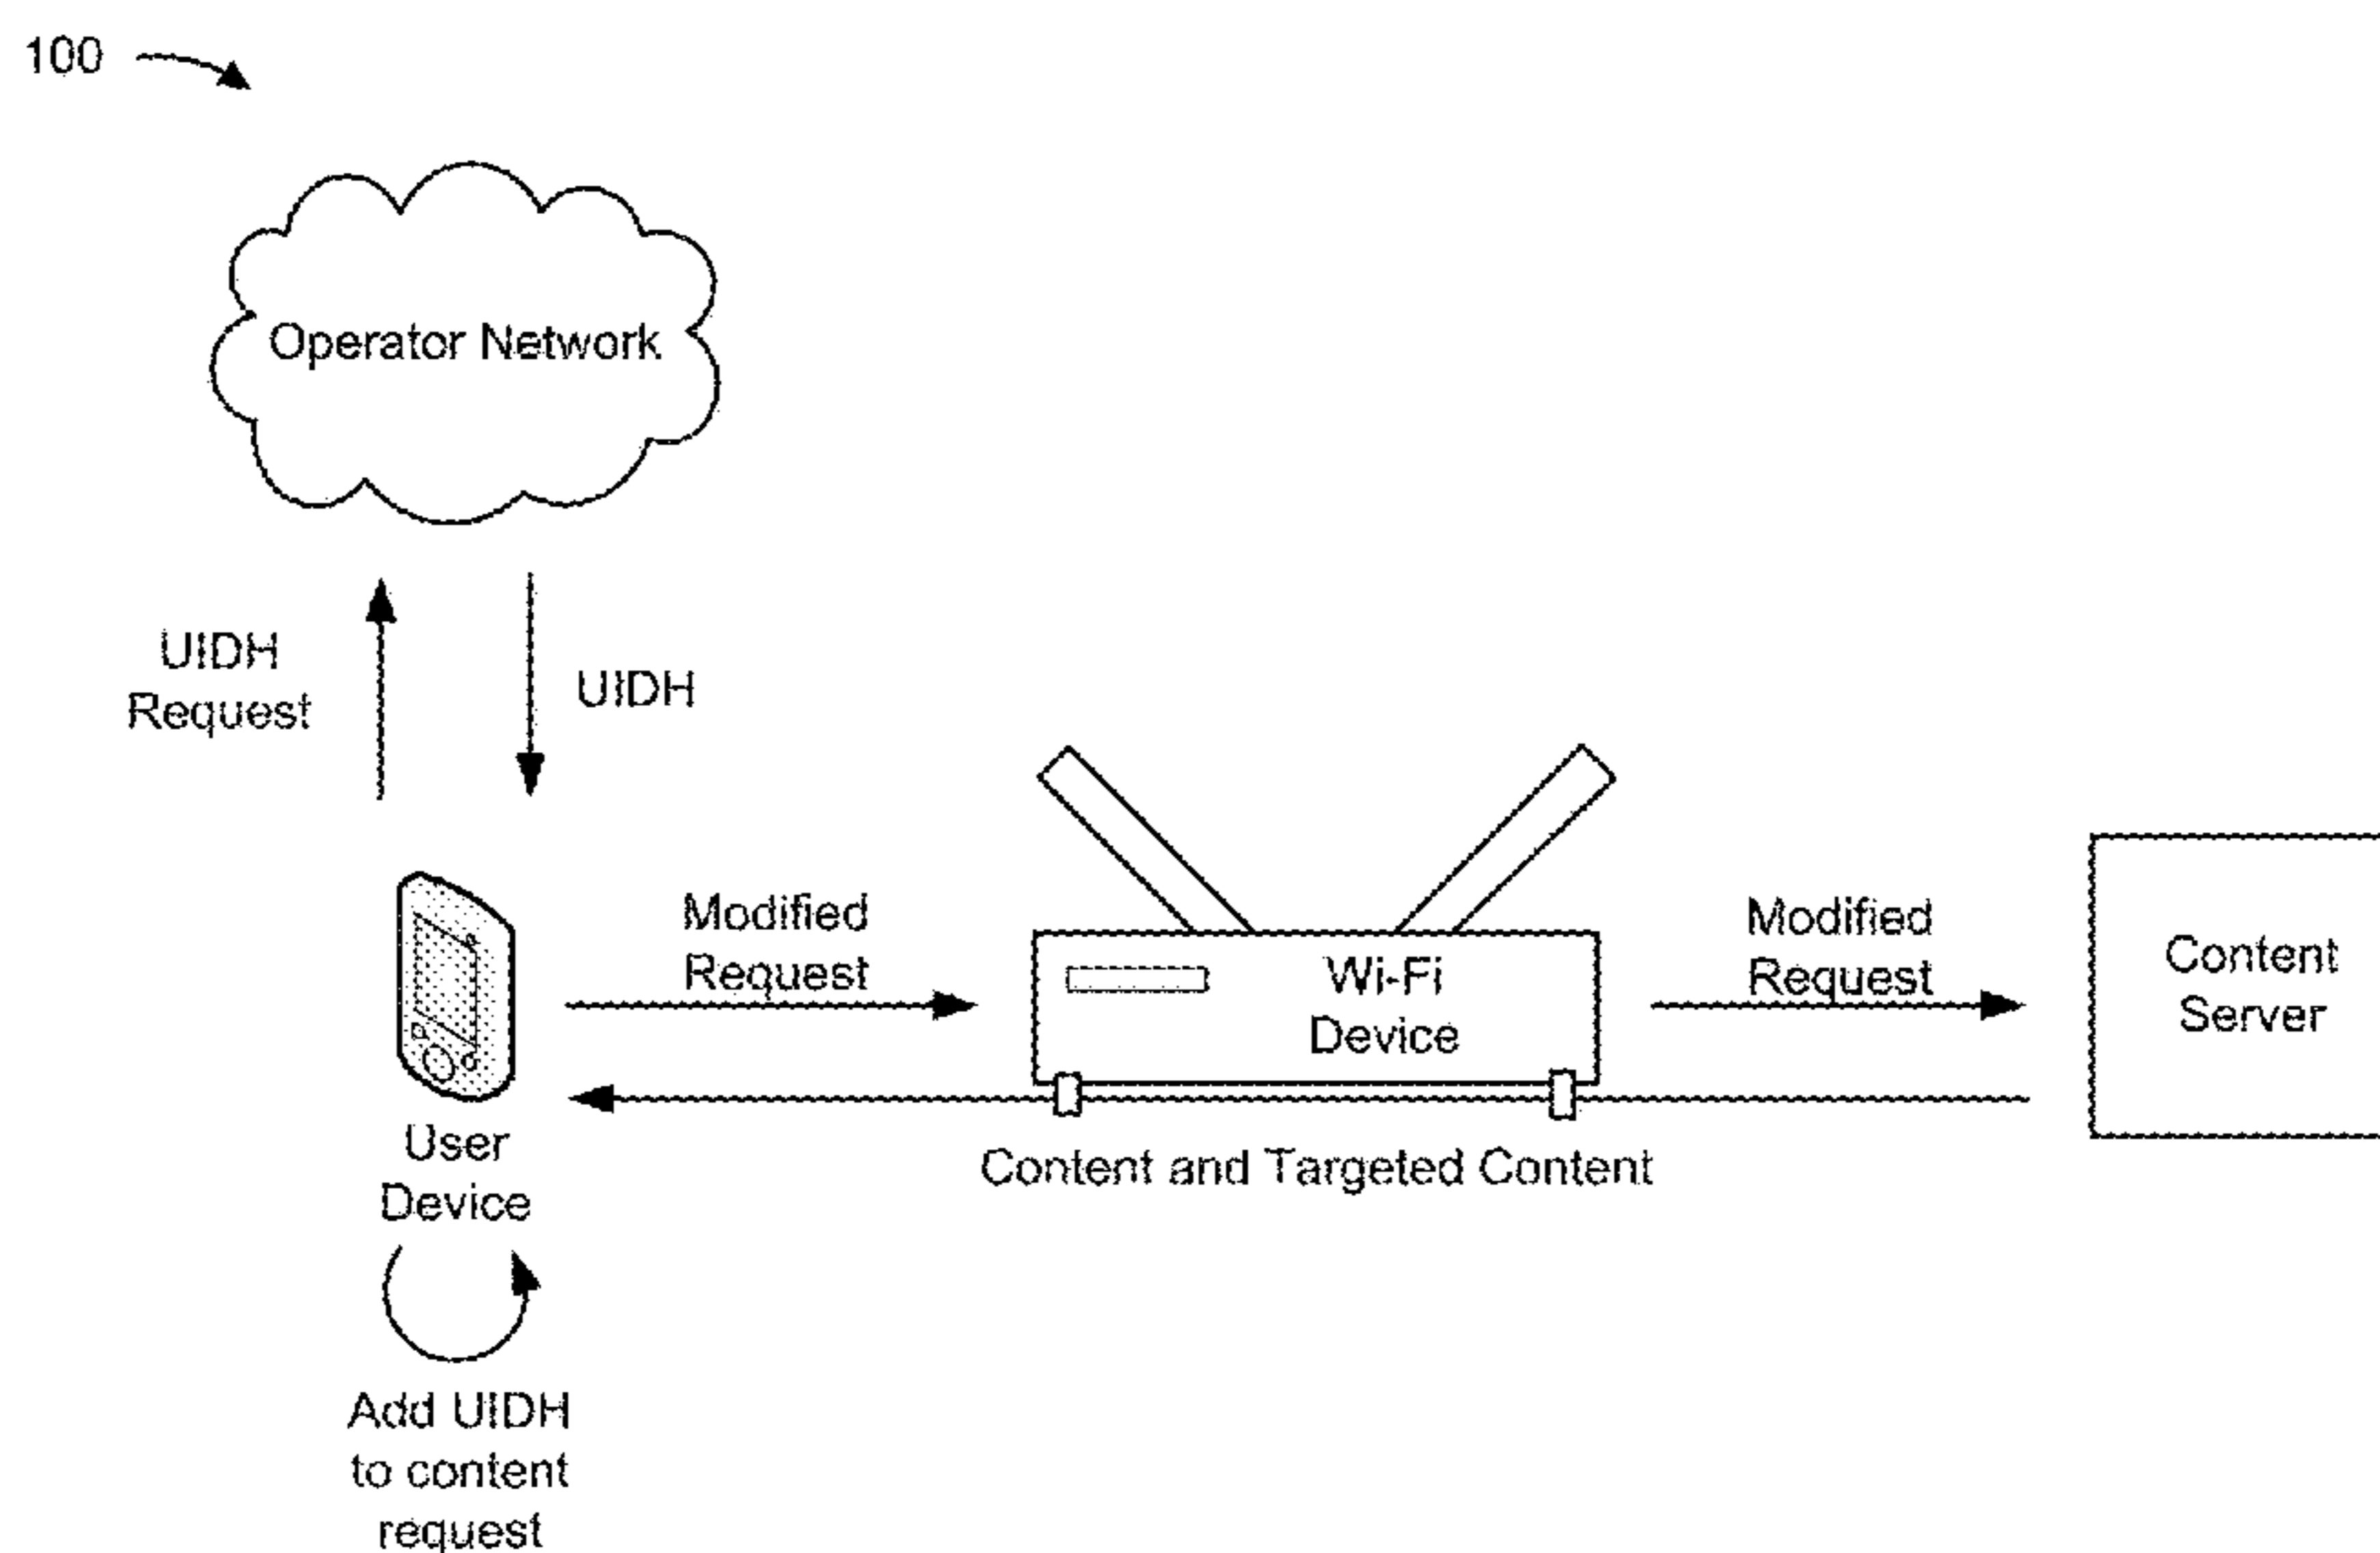 100
Operator Network
UIDH
Request
UIDH
Modified
Request
Wi-Fi
Device
Modified
Request
Content
Server
User
Device
Content and Targeted Content
Add UIDH
to content
request